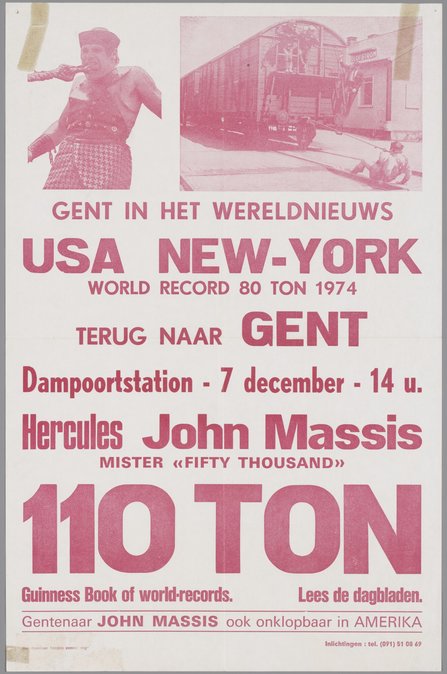 GENT IN HET WERELDNIEUWS
USA NEW-YORK
WORLD RECORD 80 TON 1974
TERUG NAAR GENT
Dampoortstation - 7 december - 14 u.
Hercules John Massis
MISTER «FIFTY THOUSAND»
110 TON
Guinness Book of world-records. Lees de dagbladen.
Gentenaar JOHN MASSIS ook onklopbaar in AMERIKA
Inlichtingen : tel. (091) 51 08 69